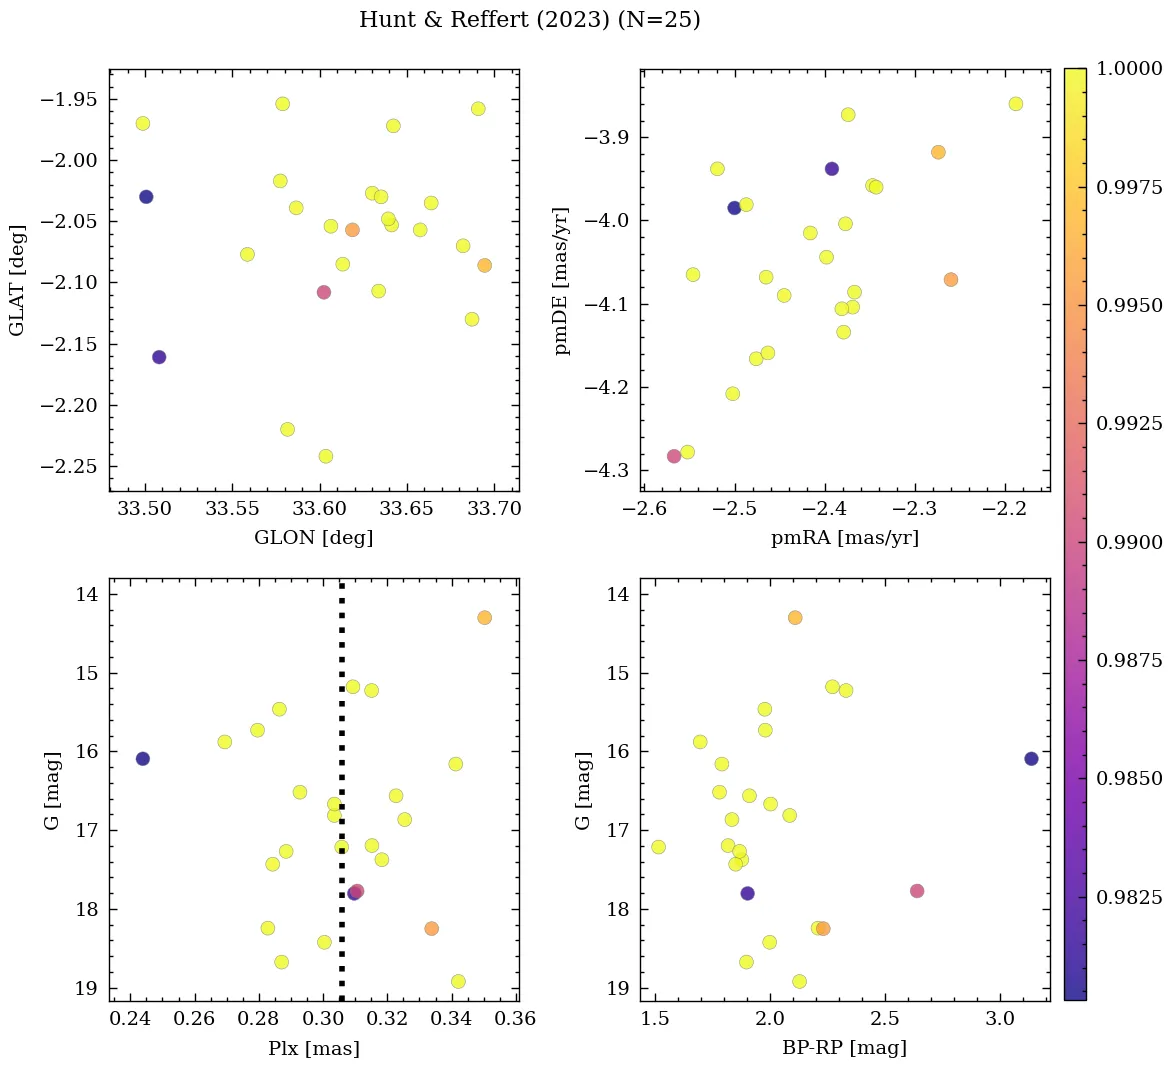 Hunt & Reffert (2023) (N=25)
−1.95
−2.00
−2.05
−2.10
−2.15
−2.20
−2.25
GLAT [deg]
33.50 33.55 33.60 33.65 33.70
GLON [deg]
−3.9
−4.0
−4.1
−4.2
−4.3
pmDE [mas/yr]
−2.6 −2.5 −2.4 −2.3 −2.2
pmRA [mas/yr]
14
15
16
17
18
19
G [mag]
0.24 0.26 0.28 0.30 0.32 0.34 0.36
Plx [mas]
14
15
16
17
18
19
G [mag]
1.5 2.0 2.5 3.0
BP-RP [mag]
1.0000
0.9975
0.9950
0.9925
0.9900
0.9875
0.9850
0.9825